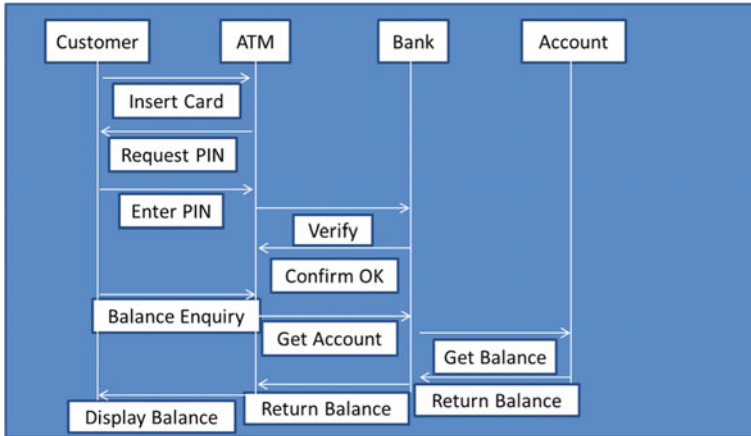 Customer
ATM
Bank
Account
Insert Card
Request PIN
Enter PIN
Verify
Confirm OK
Balance Enquiry
Get Account
Get Balance
Return Balance
Return Balance
Display Balance